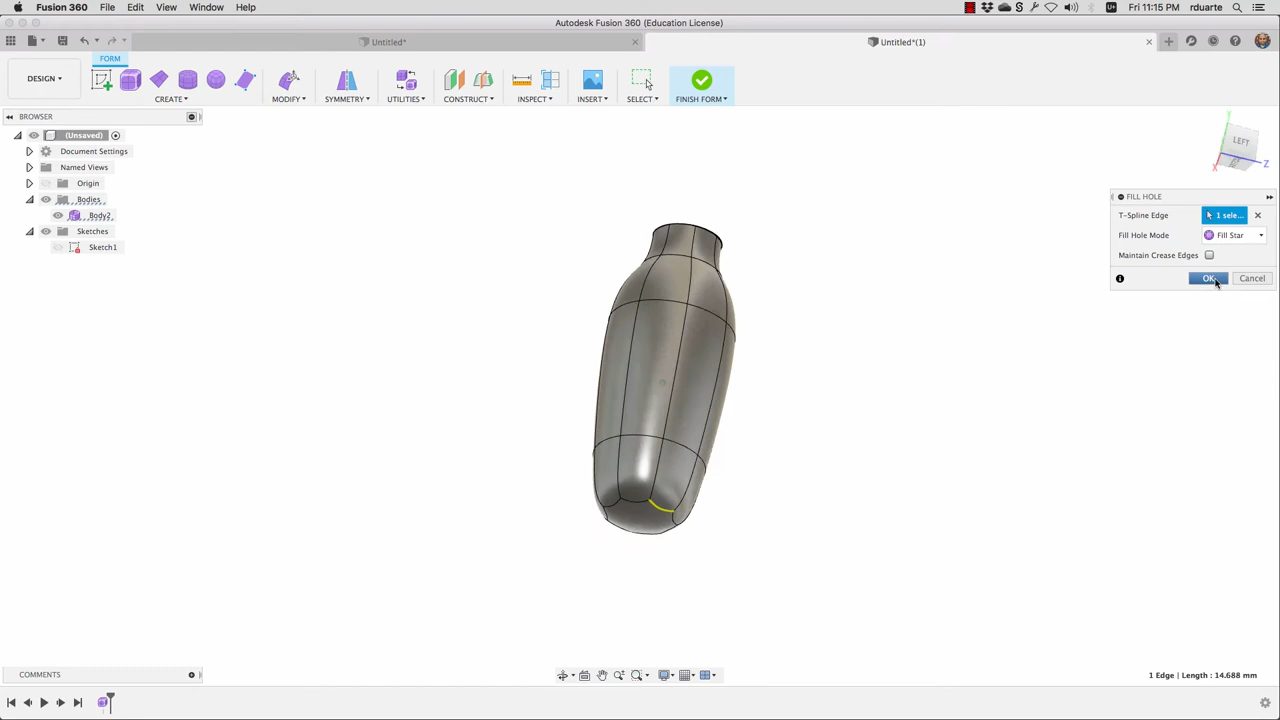 Fusion 360 File Edit View Window Help Fri 11:15 PM rduarte
Autodesk Fusion 360 (Education License)
Untitled* Untitled*(1)
FORM
DESIGN
CREATE MODIFY SYMMETRY UTILITIES CONSTRUCT INSPECT INSERT SELECT FINISH FORM
BROWSER
(Unsaved)
Document Settings
Named Views
Origin
Bodies
Body2
Sketches
Sketch1
LEFT
X Z
FILL HOLE
T-Spline Edge 1 sele...
Fill Hole Mode Fill Star
Maintain Crease Edges
OK Cancel
COMMENTS
1 Edge | Length : 14.688 mm